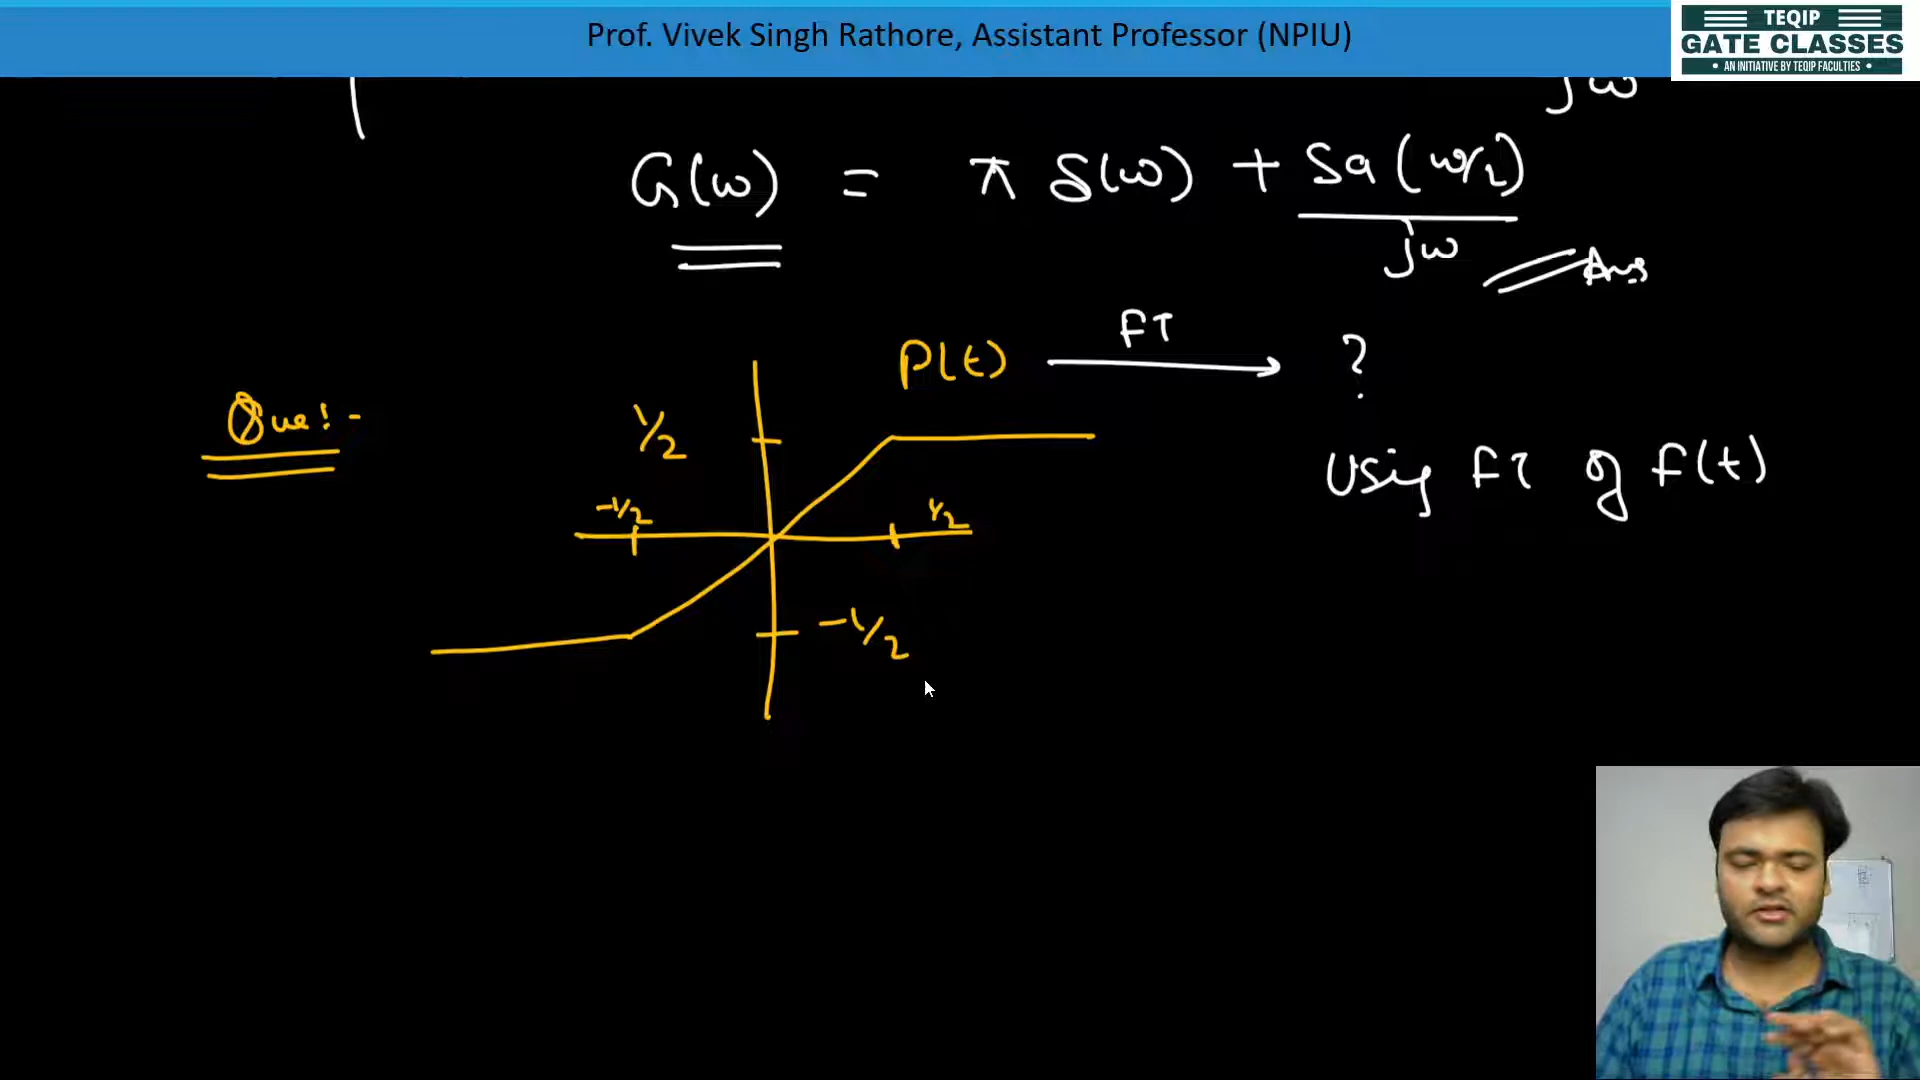 Prof. Vivek Singh Rathore, Assistant Professor (NPIU)
TEQIP
GATE CLASSES
• AN INITIATIVE BY TEQIP FACULTIES •
jω
G(ω) = π δ(ω) + Sa(ω/2)
jω
Ans
P(t) FT ?
Que:-
1/2
Using FT of f(t)
-1/2 1/2
-1/2